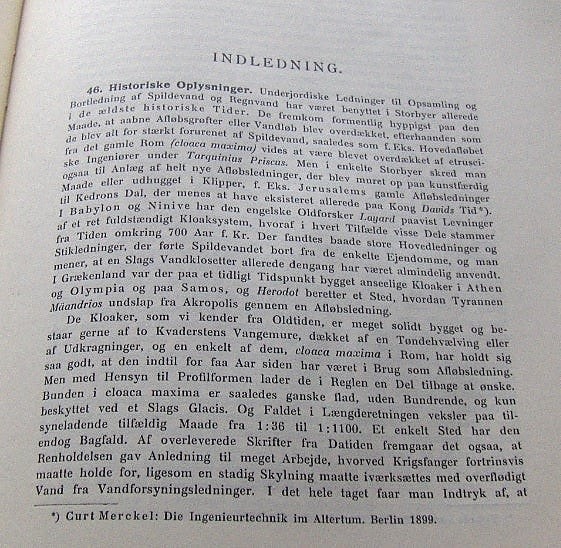 INDLEDNING.
46. Historiske Oplysninger. Underjordiske Ledninger til Opsamling og
Bortledning af Spildevand og Regnvand har været benyttet i Storbyer allerede
i de ældste historiske Tider. De fremkom formentlig hyppigst paa den
Maade, at aabne Afløbsgrøfter eller Vandløb blev overdækket, efterhaanden som
de blev alt for stærkt forurenet af Spildevand, saaledes som f. Eks. Hovedafløbet
fra det gamle Rom (cloaca maxima) vides at være blevet overdækket af etruski-
ske Ingeniører under Tarquinius Priscus. Men i enkelte Storbyer skred man
ogsaa til Anlæg af helt nye Afløbsledninger, der blev muret op paa kunstfærdig
Maade eller udhugget i Klipper, f. Eks. Jerusalems gamle Afløbsledninger
til Kedrons Dal, der menes at have eksisteret allerede paa Kong Davids Tid*).
I Babylon og Ninive har den engelske Oldforsker Layard paavist Levninger
af et ret fuldstændigt Kloaksystem, hvoraf i hvert Tilfælde visse Dele stammer
fra Tiden omkring 700 Aar f. Kr. Der fandtes baade store Hovedledninger og
Stikledninger, der førte Spildevandet bort fra de enkelte Ejendomme, og man
mener, at en Slags Vandklosetter allerede dengang har været almindelig anvendt.
I Grækenland var der paa et tidligt Tidspunkt bygget anseelige Kloaker i Athen
og Olympia og paa Samos, og Herodot beretter et Sted, hvordan Tyrannen
Mäandrios undslap fra Akropolis gennem en Afløbsledning.
De Kloaker, som vi kender fra Oldtiden, er meget solidt bygget og be-
staar gerne af to Kvaderstens Vangemure, dækket af en Tøndehvælving eller
af Udkragninger, og en enkelt af dem, cloaca maxima i Rom, har holdt sig
saa godt, at den indtil for faa Aar siden har været i Brug som Afløbsledning.
Men med Hensyn til Profilformen lader de i Reglen en Del tilbage at ønske.
Bunden i cloaca maxima er saaledes ganske flad, uden Bundrende, og kun
beskyttet ved et Slags Glacis. Og Faldet i Længderetningen veksler paa til-
syneladende tilfældig Maade fra 1:36 til 1:1100. Et enkelt Sted har den
endog Bagfald. Af overleverede Skrifter fra Datiden fremgaar det ogsaa, at
Renholdelsen gav Anledning til meget Arbejde, hvorved Krigsfanger fortrinsvis
maatte holde for, ligesom en stadig Skylning maatte iværksættes med overflødigt
Vand fra Vandforsyningsledninger. I det hele taget faar man Indtryk af, at
*) Curt Merckel: Die Ingenieurtechnik im Altertum. Berlin 1899.